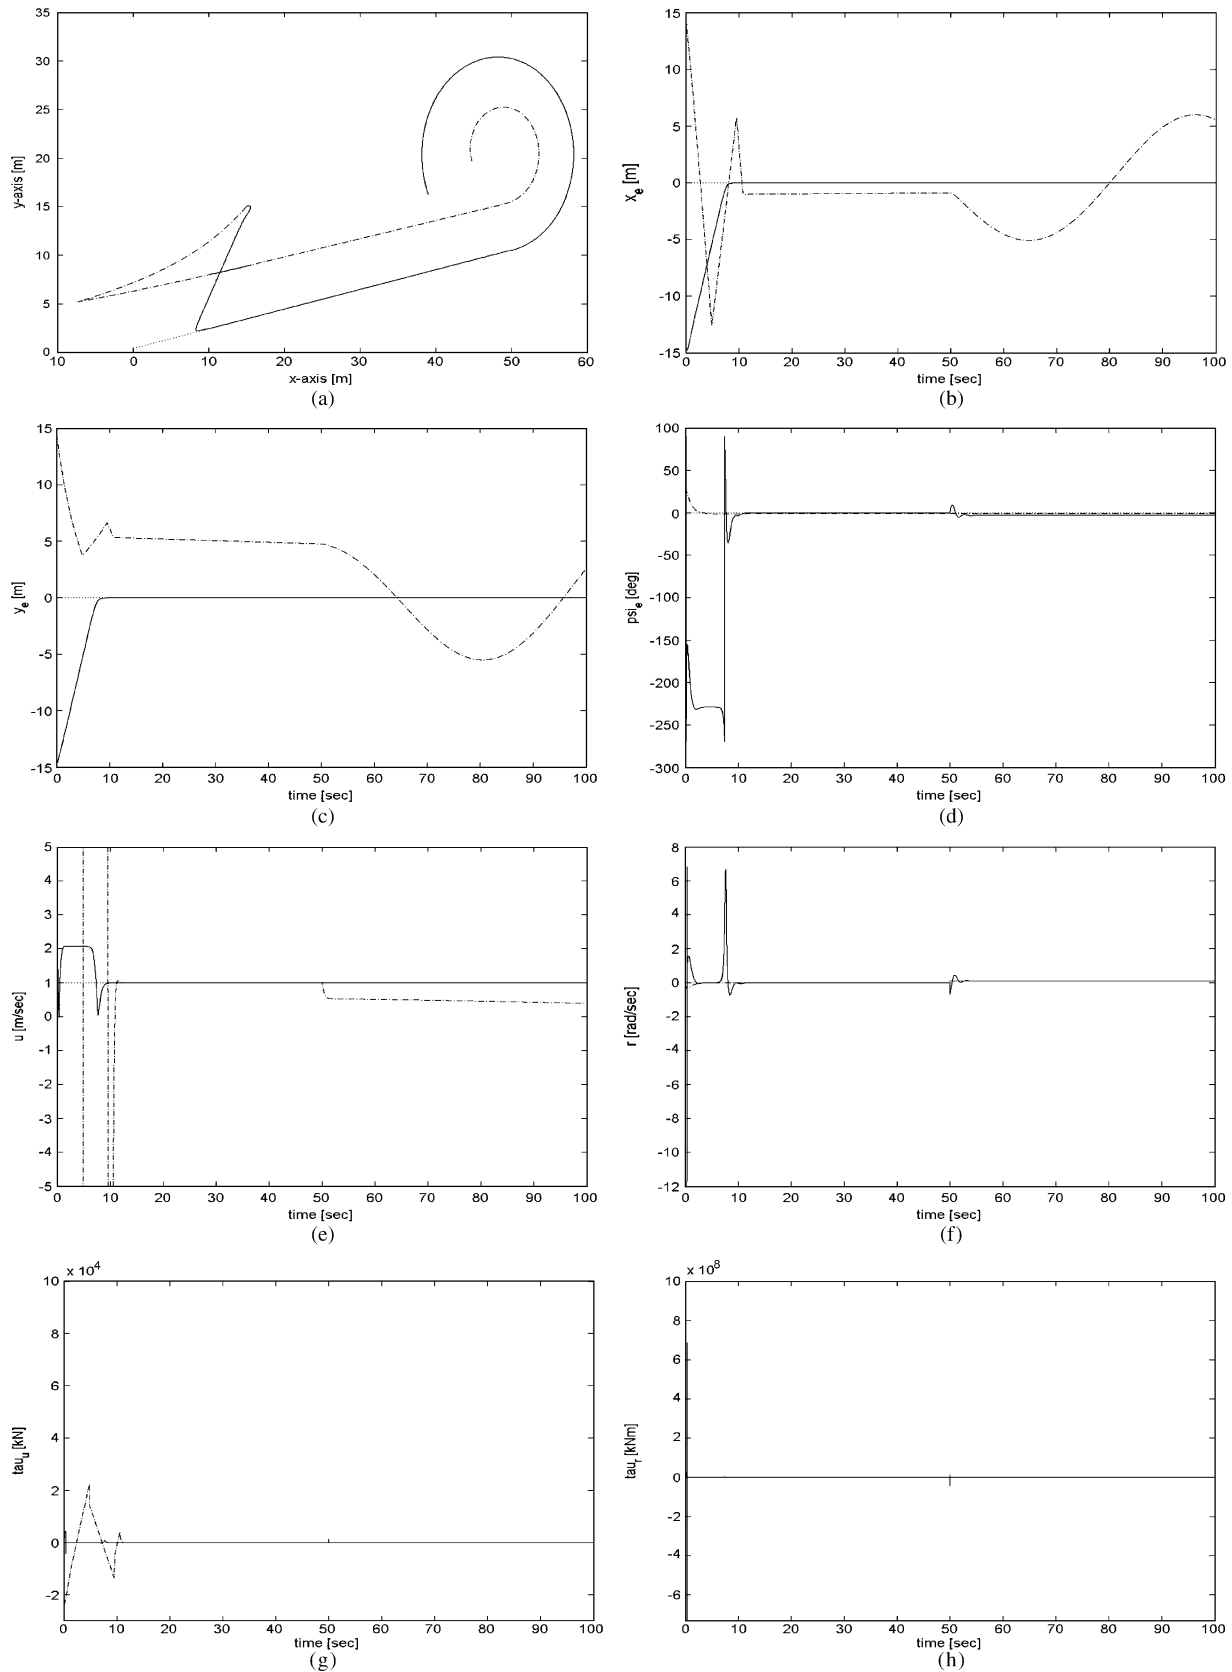 35
30
25
20
15
10
5
0
y-axis [m]
10 0 10 20 30 40 50 60
x-axis [m]
(a)
15
10
5
0
-5
-10
-15
X_e [m]
0 10 20 30 40 50 60 70 80 90 100
time [sec]
(b)
15
10
5
0
-5
-10
-15
y_e [m]
0 10 20 30 40 50 60 70 80 90 100
time [sec]
(c)
100
50
0
-50
-100
-150
-200
-250
-300
psi_e [deg]
0 10 20 30 40 50 60 70 80 90 100
time [sec]
(d)
5
4
3
2
1
0
-1
-2
-3
-4
-5
u [m/sec]
0 10 20 30 40 50 60 70 80 90 100
time [sec]
(e)
8
6
4
2
0
-2
-4
-6
-8
-10
-12
r [rad/sec]
0 10 20 30 40 50 60 70 80 90 100
time [sec]
(f)
x 10^4
10
8
6
4
2
0
-2
tau_u [kN]
0 10 20 30 40 50 60 70 80 90 100
time [sec]
(g)
x 10^8
10
8
6
4
2
0
-2
-4
-6
tau_r [kNm]
0 10 20 30 40 50 60 70 80 90 100
time [sec]
(h)